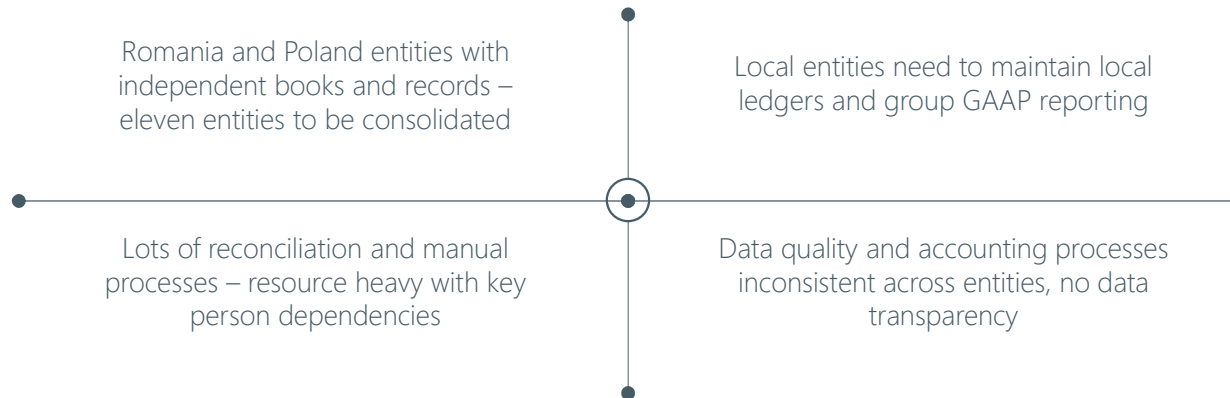 Romania and Poland entities with
independent books and records –
eleven entities to be consolidated
Local entities need to maintain local
ledgers and group GAAP reporting
Lots of reconciliation and manual
processes – resource heavy with key
person dependencies
Data quality and accounting processes
inconsistent across entities, no data
transparency